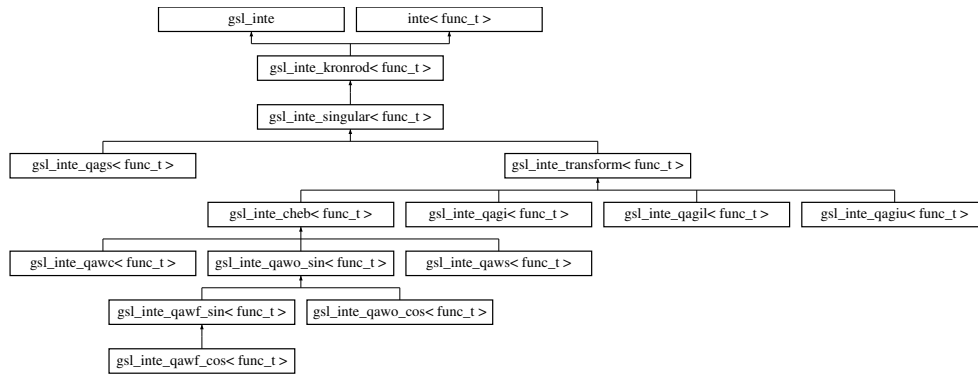 gsl_inte
inte< func_t >
gsl_inte_kronrod< func_t >
gsl_inte_singular< func_t >
gsl_inte_qags< func_t >
gsl_inte_transform< func_t >
gsl_inte_cheb< func_t >
gsl_inte_qagi< func_t >
gsl_inte_qagil< func_t >
gsl_inte_qagiu< func_t >
gsl_inte_qawc< func_t >
gsl_inte_qawo_sin< func_t >
gsl_inte_qaws< func_t >
gsl_inte_qawf_sin< func_t >
gsl_inte_qawo_cos< func_t >
gsl_inte_qawf_cos< func_t >